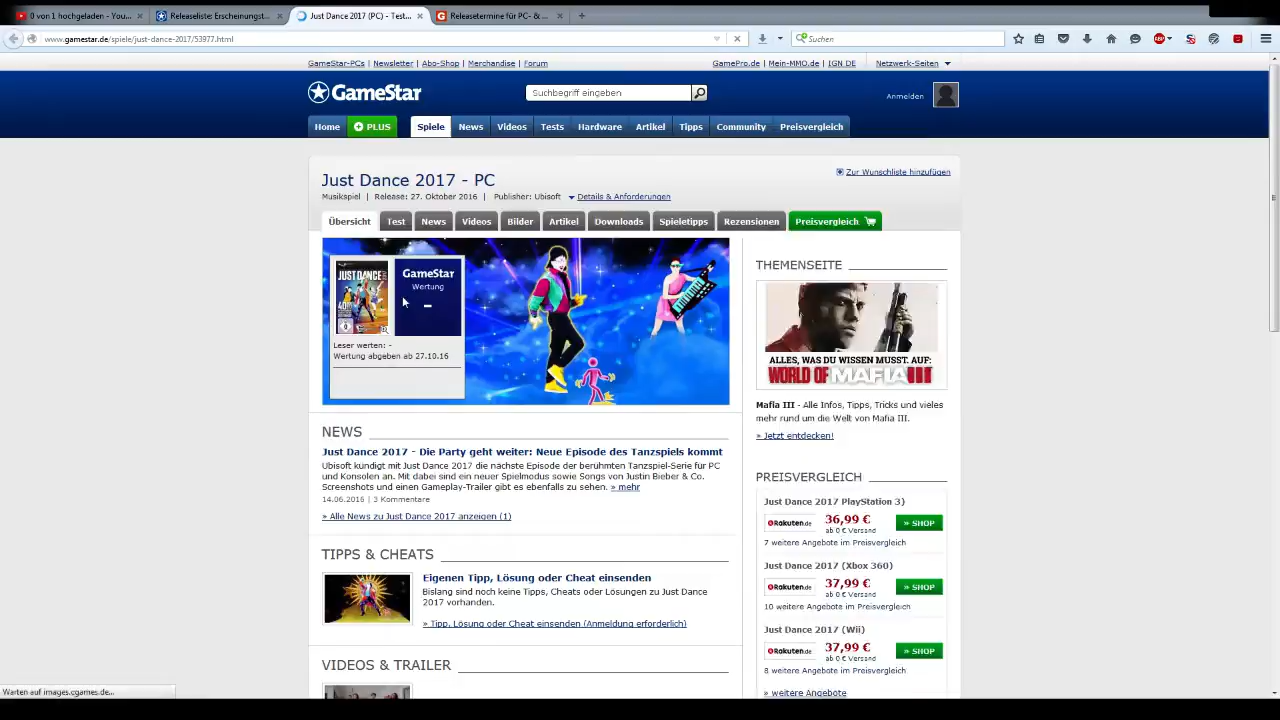 0 von 1 hochgeladen - You...
Releaseliste: Erscheinungst...
Just Dance 2017 (PC) - Test...
Releasetermine für PC- & ...
www.gamestar.de/spiele/just-dance-2017/53977.html
Suchen
GameStar-PCs | Newsletter | Abo-Shop | Merchandise | Forum
GamePro.de | Mein-MMO.de | IGN DE
Netzwerk-Seiten
GameStar
Suchbegriff eingeben
Anmelden
Home
PLUS
Spiele
News
Videos
Tests
Hardware
Artikel
Tipps
Community
Preisvergleich
Just Dance 2017 - PC
Zur Wunschliste hinzufügen
Musikspiel | Release: 27. Oktober 2016 | Publisher: Ubisoft
Details & Anforderungen
Übersicht
Test
News
Videos
Bilder
Artikel
Downloads
Spieletipps
Rezensionen
Preisvergleich
JUST DANCE
GameStar
Wertung
-
Leser werten: -
Wertung abgeben ab 27.10.16
THEMENSEITE
ALLES, WAS DU WISSEN MUSST. AUF:
WORLD OF MAFIA III
Mafia III - Alle Infos, Tipps, Tricks und vieles
mehr rund um die Welt von Mafia III.
» Jetzt entdecken!
NEWS
Just Dance 2017 - Die Party geht weiter: Neue Episode des Tanzspiels kommt
Ubisoft kündigt mit Just Dance 2017 die nächste Episode der berühmten Tanzspiel-Serie für PC
und Konsolen an. Mit dabei sind ein neuer Spielmodus sowie Songs von Justin Bieber & Co.
Screenshots und einen Gameplay-Trailer gibt es ebenfalls zu sehen. » mehr
14.06.2016 | 3 Kommentare
» Alle News zu Just Dance 2017 anzeigen (1)
TIPPS & CHEATS
Eigenen Tipp, Lösung oder Cheat einsenden
Bislang sind noch keine Tipps, Cheats oder Lösungen zu Just Dance
2017 vorhanden.
» Tipp, Lösung oder Cheat einsenden (Anmeldung erforderlich)
VIDEOS & TRAILER
PREISVERGLEICH
Just Dance 2017 PlayStation 3)
Rakuten.de
36,99 €
ab 0 € Versand
» SHOP
7 weitere Angebote im Preisvergleich
Just Dance 2017 (Xbox 360)
Rakuten.de
37,99 €
ab 0 € Versand
» SHOP
10 weitere Angebote im Preisvergleich
Just Dance 2017 (Wii)
Rakuten.de
37,99 €
ab 0 € Versand
» SHOP
8 weitere Angebote im Preisvergleich
» weitere Angebote
Warten auf images.cgames.de...